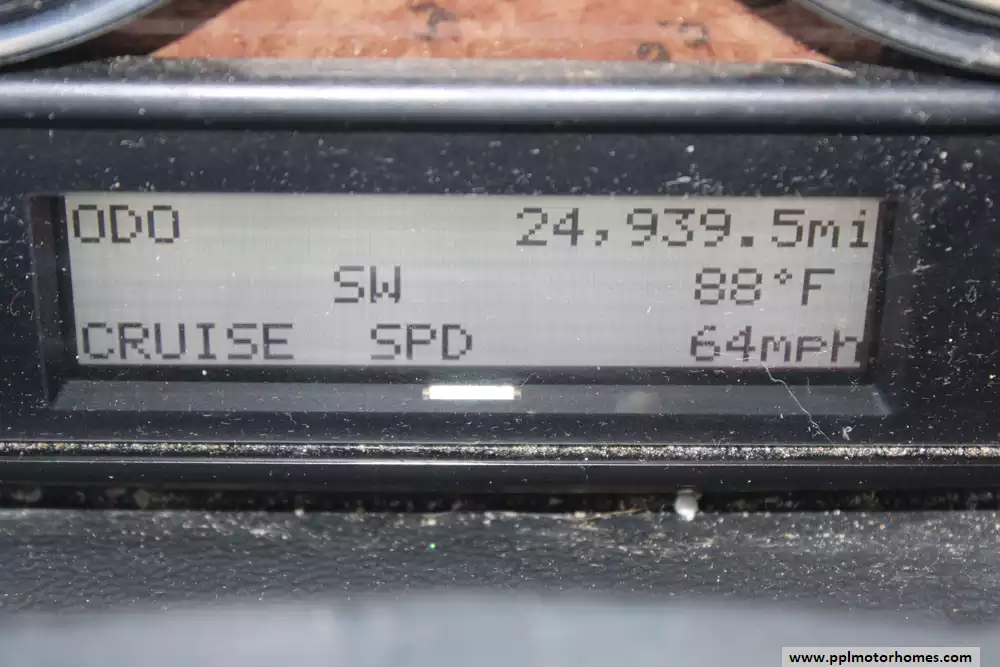 ODO 24,939.5mi
SW 88°F
CRUISE SPD 64mph
www.pplmotorhomes.com